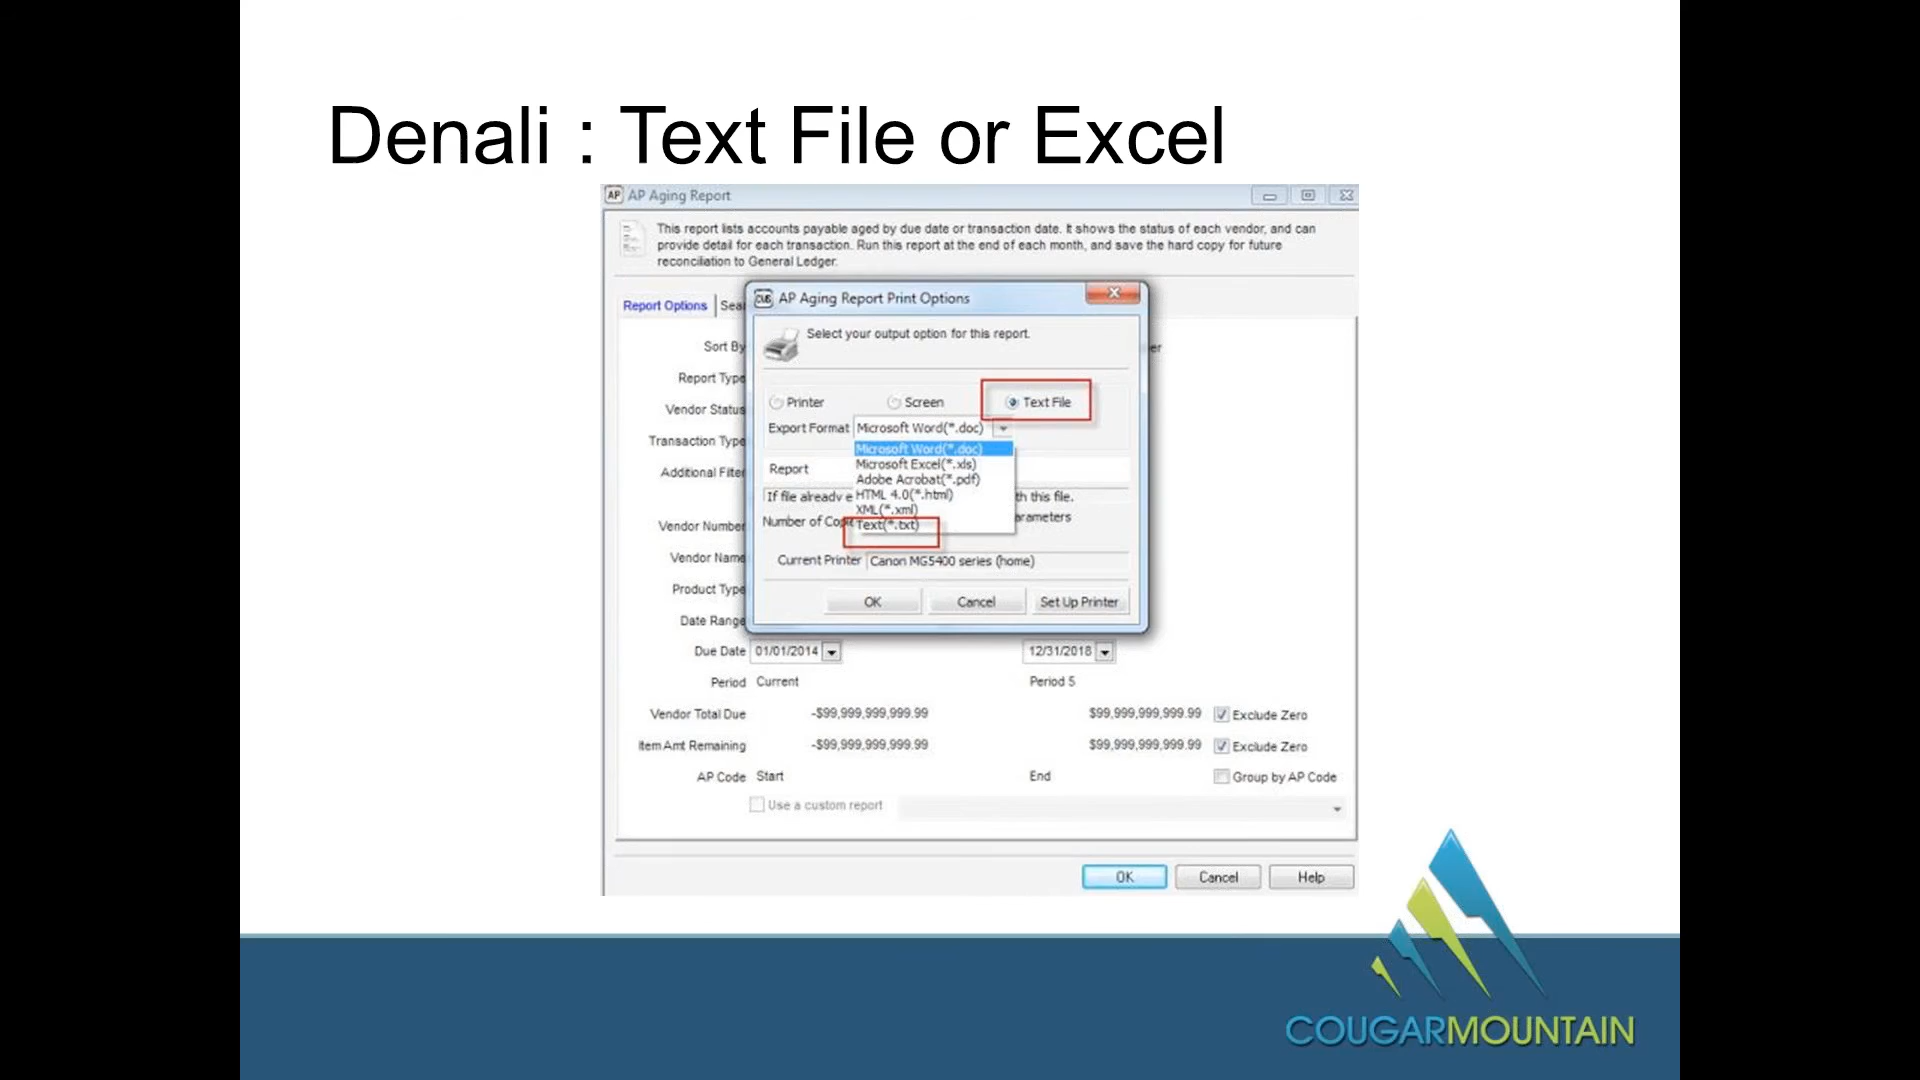 Denali : Text File or Excel
AP AP Aging Report
This report lists accounts payable aged by due date or transaction date. It shows the status of each vendor, and can
provide detail for each transaction. Run this report at the end of each month, and save the hard copy for future
reconciliation to General Ledger.
Report Options
AP Aging Report Print Options
Select your output option for this report.
Sort By
Report Type
Vendor Status
Transaction Type
Additional Filter
Vendor Number
Vendor Name
Product Type
Date Range
Printer Screen Text File
Export Format Microsoft Word(*.doc)
Microsoft Word(*.doc)
Microsoft Excel(*.xls)
Adobe Acrobat(*.pdf)
HTML 4.0(*.html)
XML(*.xml)
Text(*.txt)
Report
If file already e th this file.
Number of Cop arameters
Current Printer Canon MG5400 series (home)
OK Cancel Set Up Printer
Due Date 01/01/2014 12/31/2018
Period Current Period 5
Vendor Total Due -$99,999,999,999.99 $99,999,999,999.99 Exclude Zero
Item Amt Remaining -$99,999,999,999.99 $99,999,999,999.99 Exclude Zero
AP Code Start End Group by AP Code
Use a custom report
OK Cancel Help
COUGARMOUNTAIN